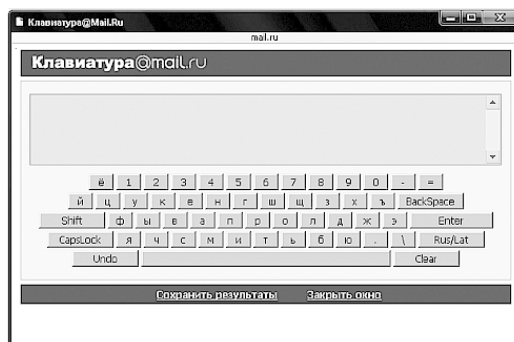 Клавиатура@Mail.Ru
mail.ru
Клавиатура@mail.ru
ё 1 2 3 4 5 6 7 8 9 0 - =
й ц у к е н г ш щ з х ъ BackSpace
Shift ф ы в а п р о л д ж э Enter
CapsLock я ч с м и т ь б ю . \ Rus/Lat
Undo Clear
Сохранить результаты Закрыть окно